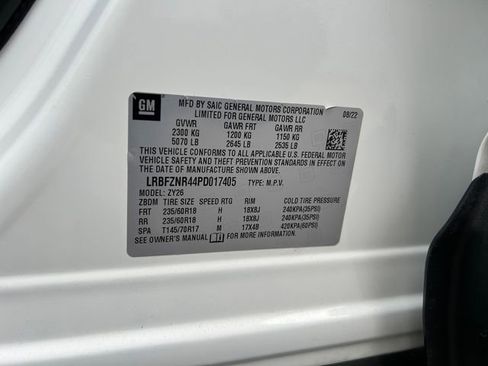 GM
MFD BY SAIC GENERAL MOTORS CORPORATION
LIMITED FOR GENERAL MOTORS LLC
08/22
GVWR GAWR FRT GAWR RR
2300 KG 1200 KG 1150 KG
5070 LB 2645 LB 2535 LB
THIS VEHICLE CONFORMS TO ALL APPLICABLE U.S. FEDERAL MOTOR
VEHICLE SAFETY, AND THEFT PREVENTION STANDARDS IN EFFECT ON
THE DATE OF MANUFACTURE SHOWN ABOVE.
LRBFZNR44PD017405 TYPE: M.P.V.
MODEL: ZY26
ZBDM TIRE SIZE SPEED RTG RIM COLD TIRE PRESSURE
FRT 235/60R18 H 18X8J 240KPA(35PSI)
RR 235/60R18 H 18X8J 240KPA(35PSI)
SPA T145/70R17 M 17X4B 420KPA(60PSI)
SEE OWNER'S MANUAL FOR MORE INFORMATION.